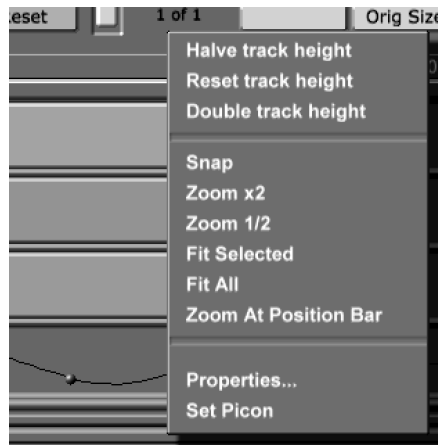 eset 1 of 1 Orig Size
Halve track height
Reset track height
Double track height
Snap
Zoom x2
Zoom 1/2
Fit Selected
Fit All
Zoom At Position Bar
Properties...
Set Picon